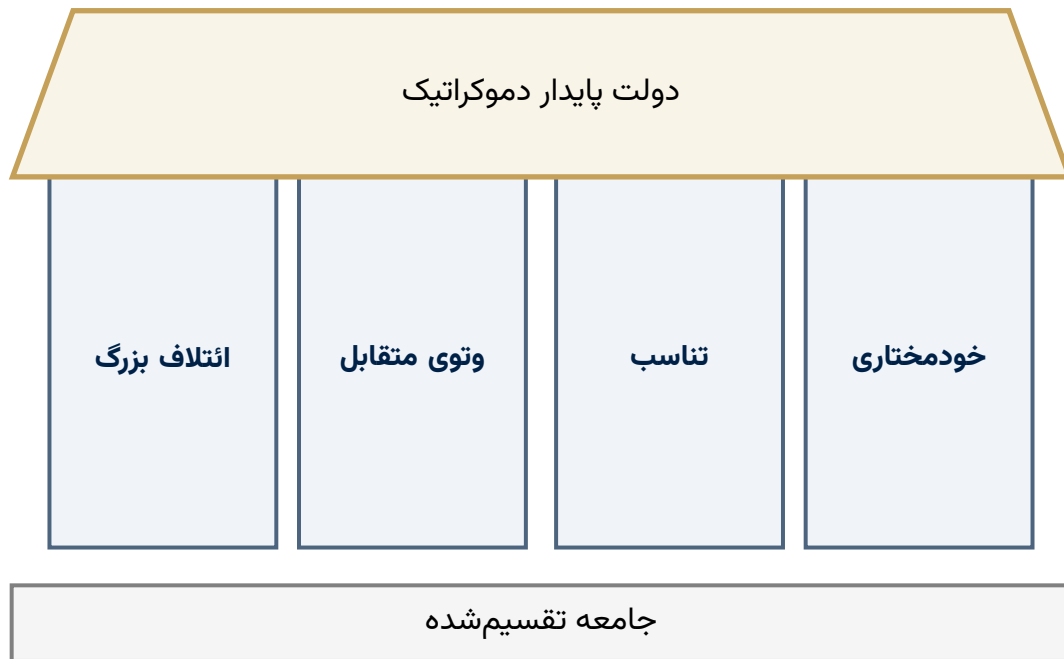 دولت پایدار دموکراتیک
خودمختاری
تناسب
وتوی متقابل
ائتلاف بزرگ
جامعه تقسیم‌شده